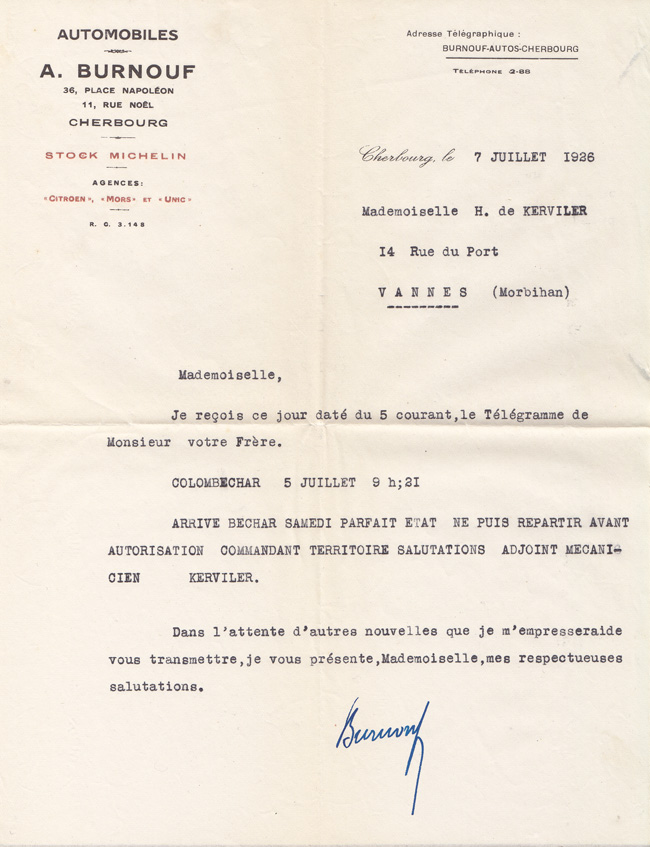 AUTOMOBILES
A. BURNOUF
36, PLACE NAPOLÉON
11, RUE NOËL
CHERBOURG
STOCK MICHELIN
AGENCES:
"CITROEN", "MORS" ET "UNIC"
R. C. 3.148
Adresse Télégraphique :
BURNOUF-AUTOS-CHERBOURG
TÉLÉPHONE 2-88
Cherbourg, le 7 JUILLET 1926
Mademoiselle H. de KERVILER
I4 Rue du Port
V A N N E S (Morbihan)
Mademoiselle,
Je reçois ce jour daté du 5 courant,le Télégramme de
Monsieur votre Frère.
COLOMBECHAR 5 JUILLET 9 h;2I
ARRIVE BECHAR SAMEDI PARFAIT ETAT NE PUIS REPARTIR AVANT
AUTORISATION COMMANDANT TERRITOIRE SALUTATIONS ADJOINT MECANI-
CIEN KERVILER.
Dans l'attente d'autres nouvelles que je m'empresseraide
vous transmettre,je vous présente,Mademoiselle,mes respectueuses
salutations.
Burnouf